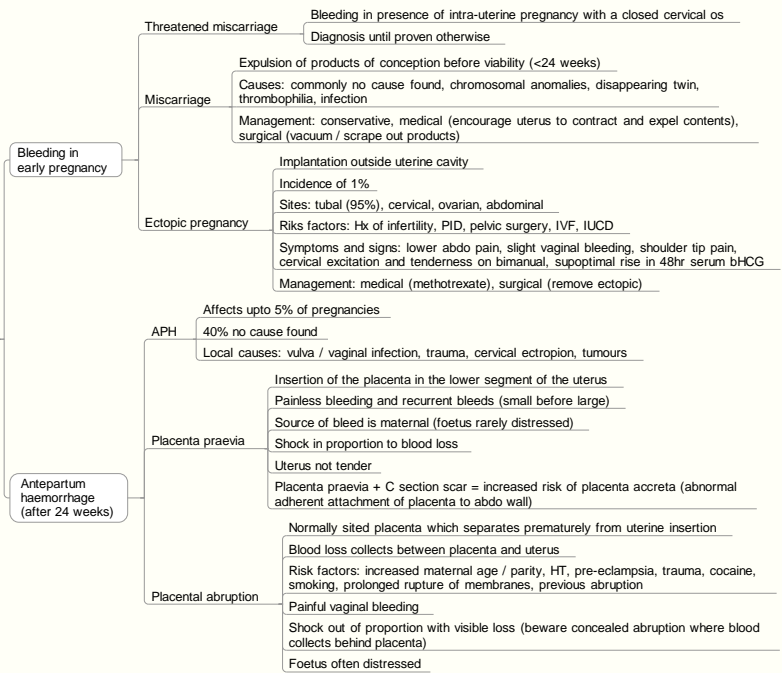 Bleeding in
early pregnancy
Threatened miscarriage
Bleeding in presence of intra-uterine pregnancy with a closed cervical os
Diagnosis until proven otherwise
Miscarriage
Expulsion of products of conception before viability (<24 weeks)
Causes: commonly no cause found, chromosomal anomalies, disappearing twin,
thrombophilia, infection
Management: conservative, medical (encourage uterus to contract and expel contents),
surgical (vacuum / scrape out products)
Ectopic pregnancy
Implantation outside uterine cavity
Incidence of 1%
Sites: tubal (95%), cervical, ovarian, abdominal
Riks factors: Hx of infertility, PID, pelvic surgery, IVF, IUCD
Symptoms and signs: lower abdo pain, slight vaginal bleeding, shoulder tip pain,
cervical excitation and tenderness on bimanual, supoptimal rise in 48hr serum bHCG
Management: medical (methotrexate), surgical (remove ectopic)
Antepartum
haemorrhage
(after 24 weeks)
APH
Affects upto 5% of pregnancies
40% no cause found
Local causes: vulva / vaginal infection, trauma, cervical ectropion, tumours
Placenta praevia
Insertion of the placenta in the lower segment of the uterus
Painless bleeding and recurrent bleeds (small before large)
Source of bleed is maternal (foetus rarely distressed)
Shock in proportion to blood loss
Uterus not tender
Placenta praevia + C section scar = increased risk of placenta accreta (abnormal
adherent attachment of placenta to abdo wall)
Placental abruption
Normally sited placenta which separates prematurely from uterine insertion
Blood loss collects between placenta and uterus
Risk factors: increased maternal age / parity, HT, pre-eclampsia, trauma, cocaine,
smoking, prolonged rupture of membranes, previous abruption
Painful vaginal bleeding
Shock out of proportion with visible loss (beware concealed abruption where blood
collects behind placenta)
Foetus often distressed